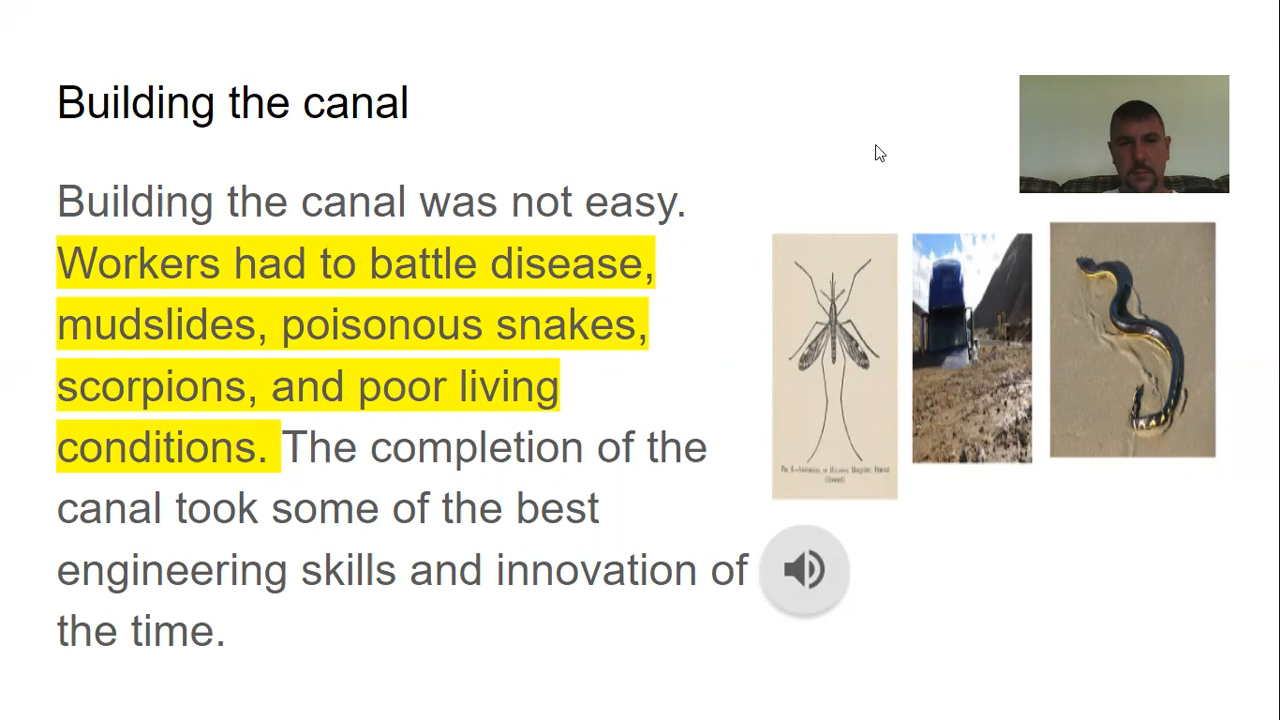 Building the canal
Building the canal was not easy.
Workers had to battle disease,
mudslides, poisonous snakes,
scorpions, and poor living
conditions. The completion of the
canal took some of the best
engineering skills and innovation of
the time.